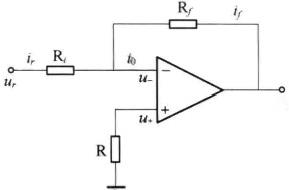 R_f
i_f
i_r
R_i
i_0
u_-
−
u_r
+
u_+
R